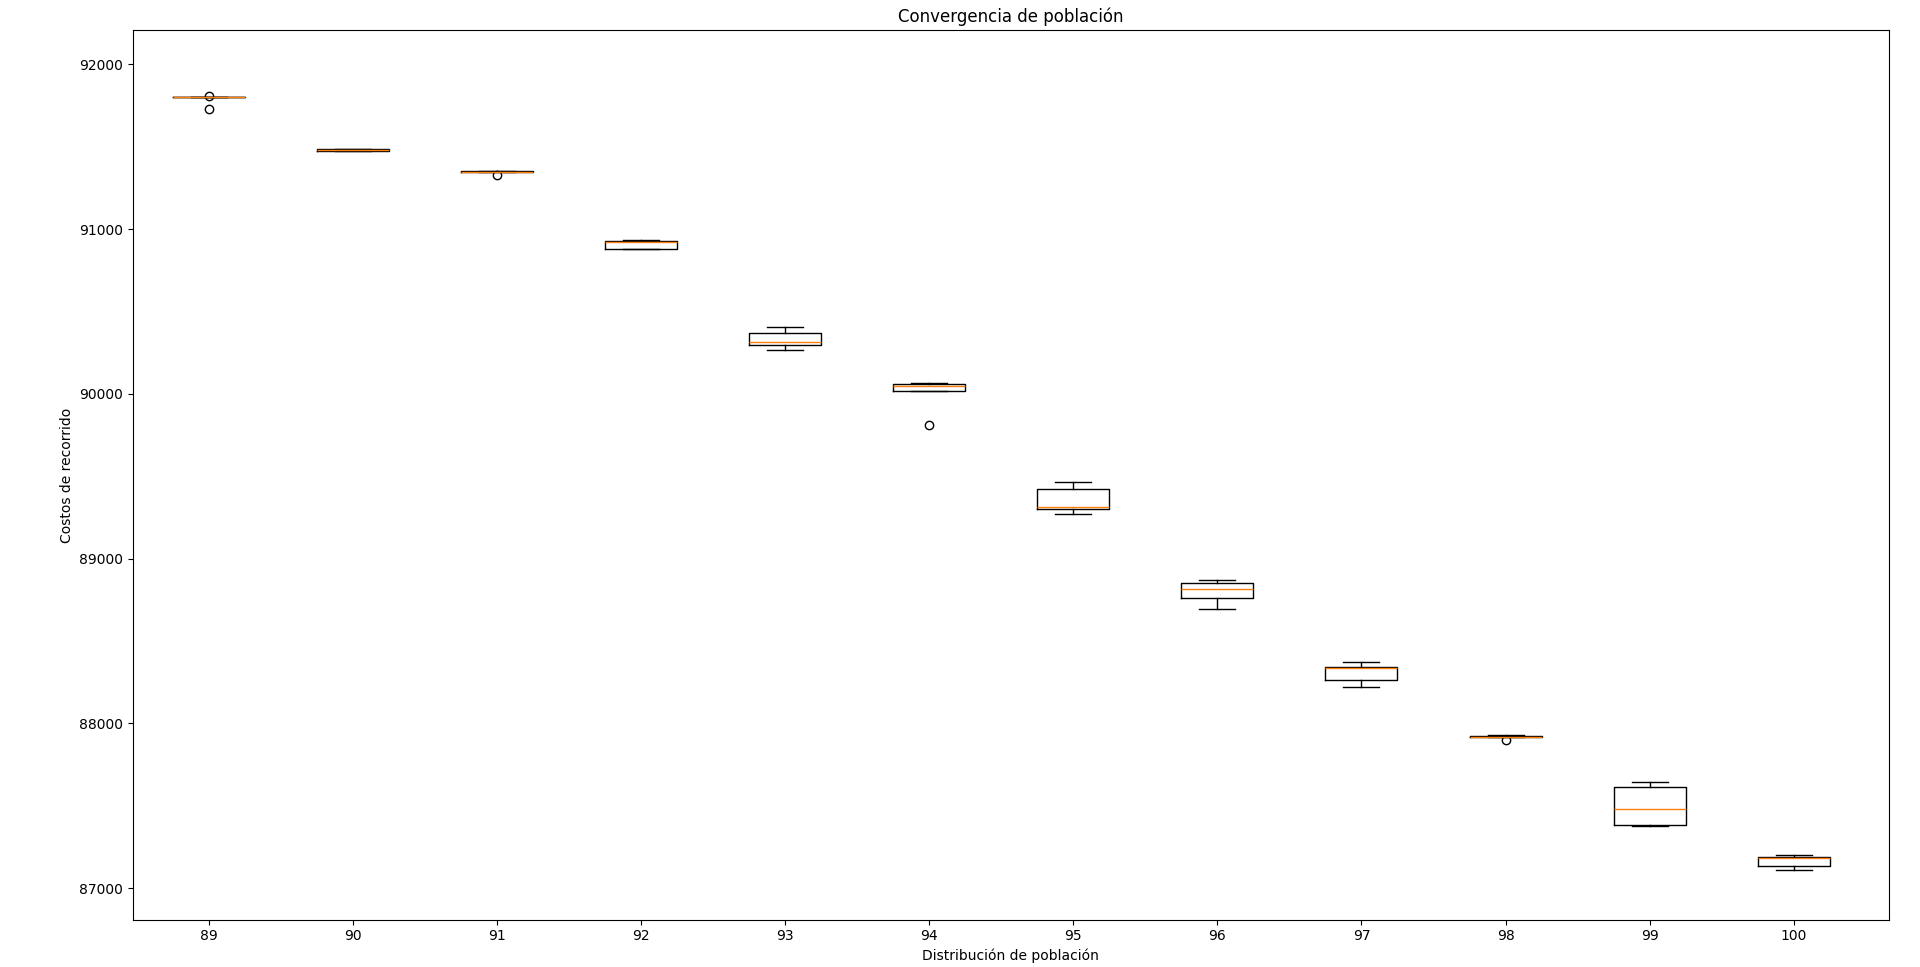 Convergencia de población
92000
91000
90000
89000
88000
87000
Costos de recorrido
89 90 91 92 93 94 95 96 97 98 99 100
Distribución de población